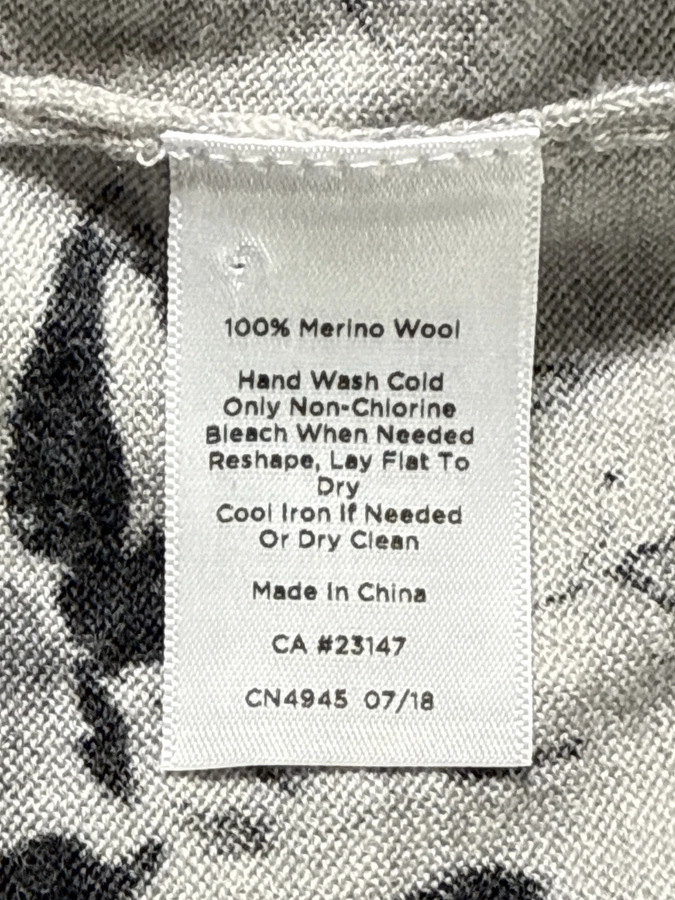 100% Merino Wool
Hand Wash Cold
Only Non-Chlorine
Bleach When Needed
Reshape, Lay Flat To
Dry
Cool Iron If Needed
Or Dry Clean
Made In China
CA #23147
CN4945 07/18